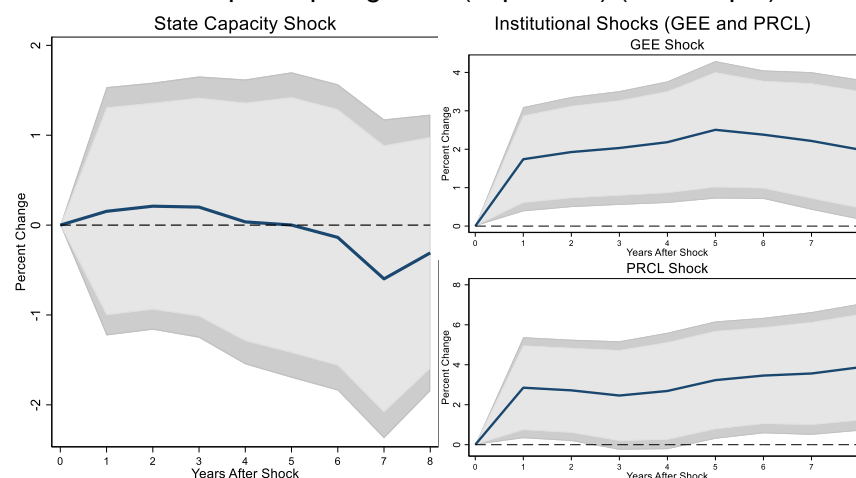 State Capacity Shock
2
1
0
-1
-2
Percent Change
0 1 2 3 4 5 6 7 8
Years After Shock
Institutional Shocks (GEE and PRCL)
GEE Shock
4
3
2
1
0
Percent Change
0 1 2 3 4 5 6 7
Years After Shock
PRCL Shock
8
6
4
2
0
Percent Change
0 1 2 3 4 5 6 7
Years After Shock